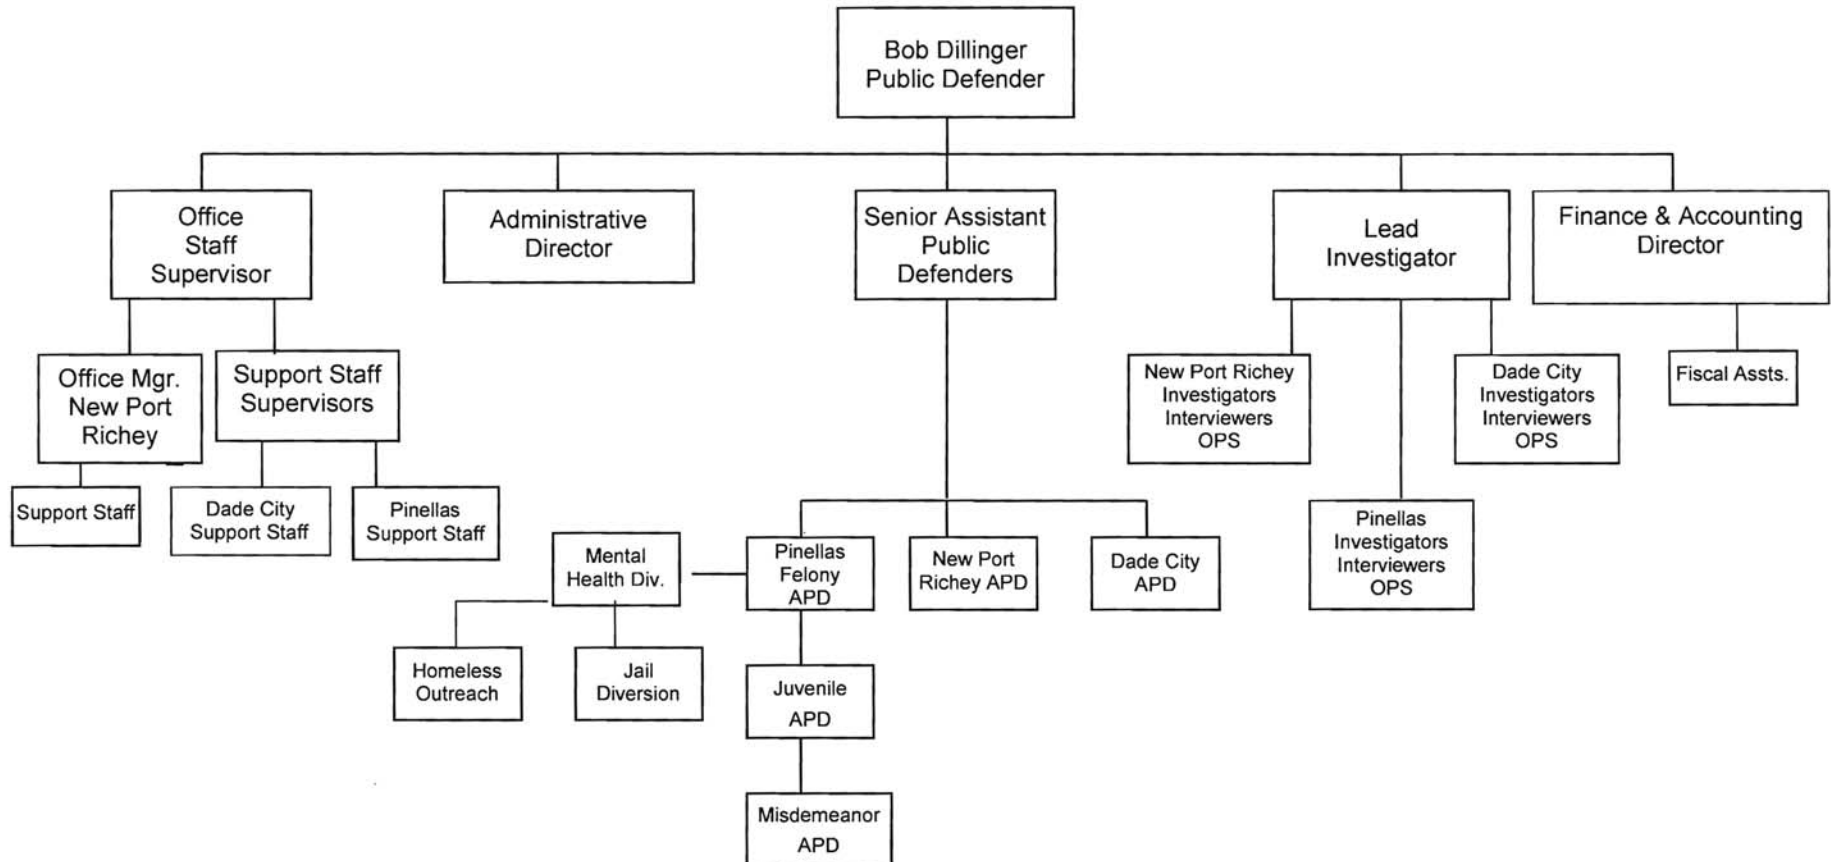 Bob Dillinger
Public Defender
Office
Staff
Supervisor
Administrative
Director
Senior Assistant
Public
Defenders
Lead
Investigator
Finance & Accounting
Director
Office Mgr.
New Port
Richey
Support Staff
Supervisors
New Port Richey
Investigators
Interviewers
OPS
Dade City
Investigators
Interviewers
OPS
Fiscal Assts.
Support Staff
Dade City
Support Staff
Pinellas
Support Staff
Pinellas
Investigators
Interviewers
OPS
Mental
Health Div.
Pinellas
Felony
APD
New Port
Richey APD
Dade City
APD
Homeless
Outreach
Jail
Diversion
Juvenile
APD
Misdemeanor
APD